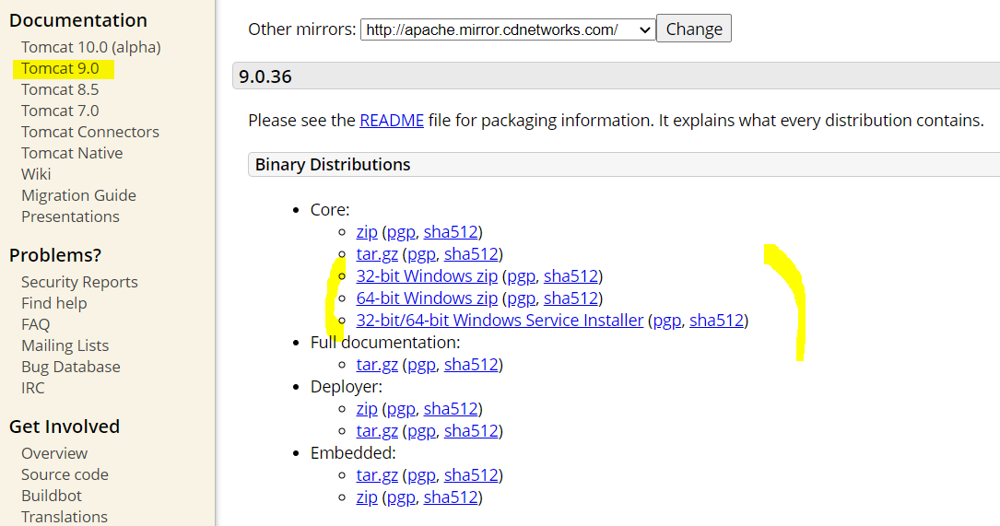 Documentation
Tomcat 10.0 (alpha)
Tomcat 9.0
Tomcat 8.5
Tomcat 7.0
Tomcat Connectors
Tomcat Native
Wiki
Migration Guide
Presentations
Problems?
Security Reports
Find help
FAQ
Mailing Lists
Bug Database
IRC
Get Involved
Overview
Source code
Buildbot
Translations
Other mirrors: http://apache.mirror.cdnetworks.com/ Change
9.0.36
Please see the README file for packaging information. It explains what every distribution contains.
Binary Distributions
Core:
zip (pgp, sha512)
tar.gz (pgp, sha512)
32-bit Windows zip (pgp, sha512)
64-bit Windows zip (pgp, sha512)
32-bit/64-bit Windows Service Installer (pgp, sha512)
Full documentation:
tar.gz (pgp, sha512)
Deployer:
zip (pgp, sha512)
tar.gz (pgp, sha512)
Embedded:
tar.gz (pgp, sha512)
zip (pgp, sha512)